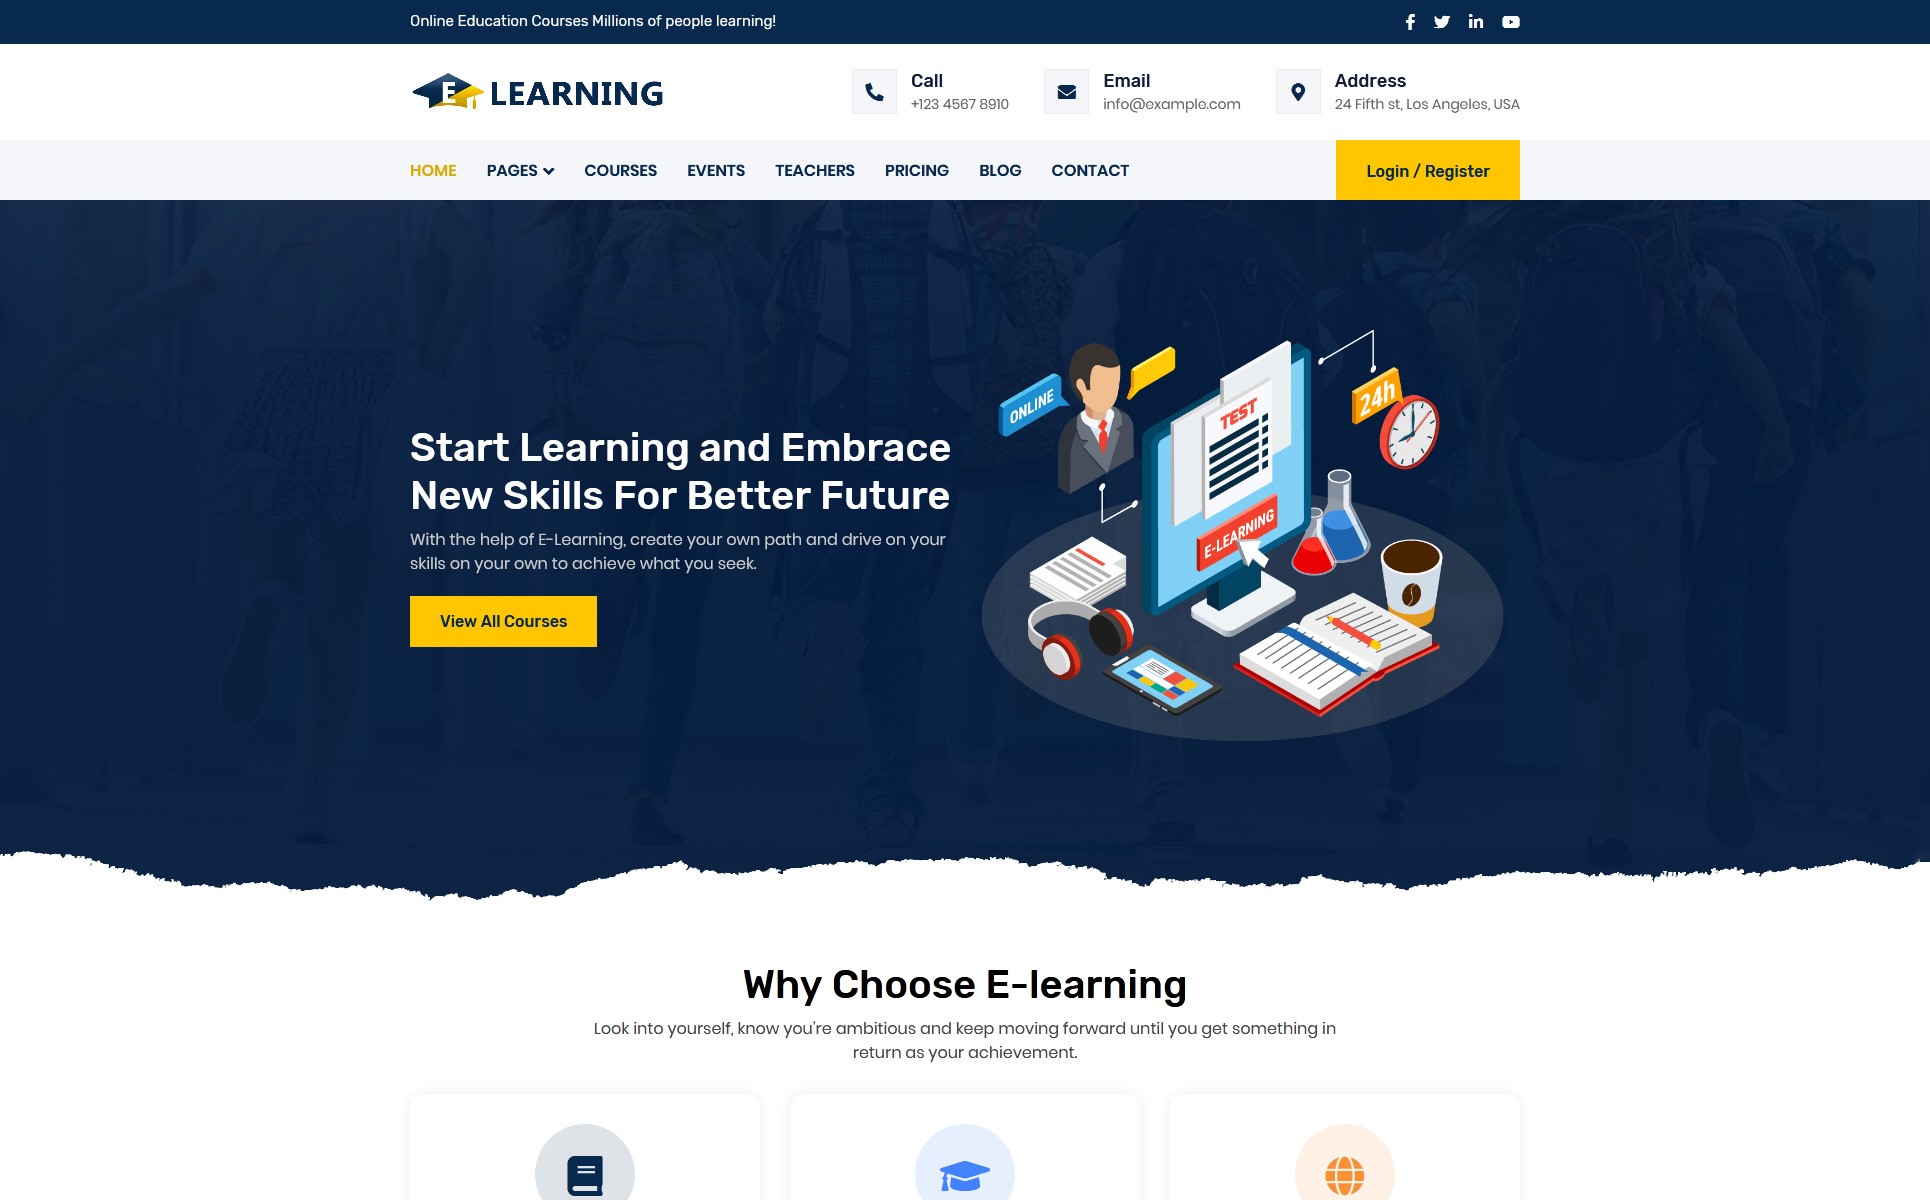 Online Education Courses Millions of people learning!
E LEARNING
Call
+123 4567 8910
Email
info@example.com
Address
24 Fifth st, Los Angeles, USA
HOME PAGES COURSES EVENTS TEACHERS PRICING BLOG CONTACT
Login / Register
Start Learning and Embrace
New Skills For Better Future
With the help of E-Learning, create your own path and drive on your
skills on your own to achieve what you seek.
View All Courses
ONLINE
TEST
24h
E-LEARNING
Why Choose E-learning
Look into yourself, know you're ambitious and keep moving forward until you get something in
return as your achievement.